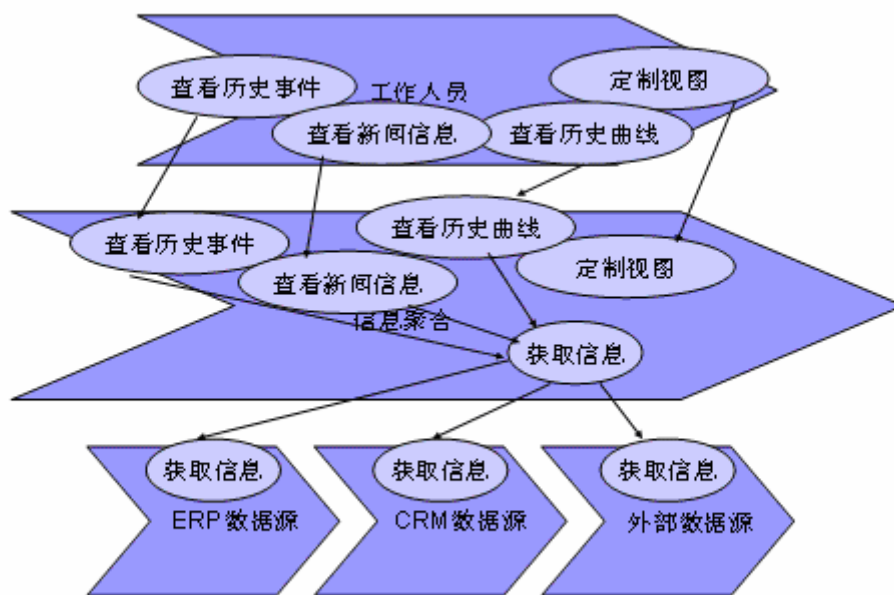 定制视图
查看历史事件
工作人员
查看新闻信息
查看历史曲线
查看历史曲线
查看历史事件
定制视图
查看新闻信息
信息聚合
获取信息
获取信息
获取信息
获取信息
ERP数据源
CRM数据源
外部数据源